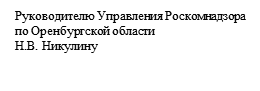 Руководителю Управления Роскомнадзора
по Оренбургской области
Н.В. Никулину